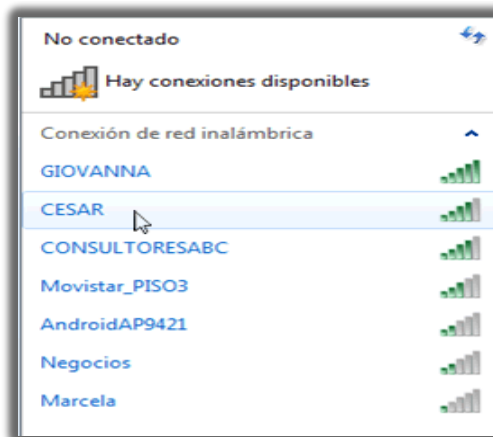 No conectado
Hay conexiones disponibles
Conexión de red inalámbrica
GIOVANNA
CESAR
CONSULTORESABC
Movistar_PISO3
AndroidAP9421
Negocios
Marcela